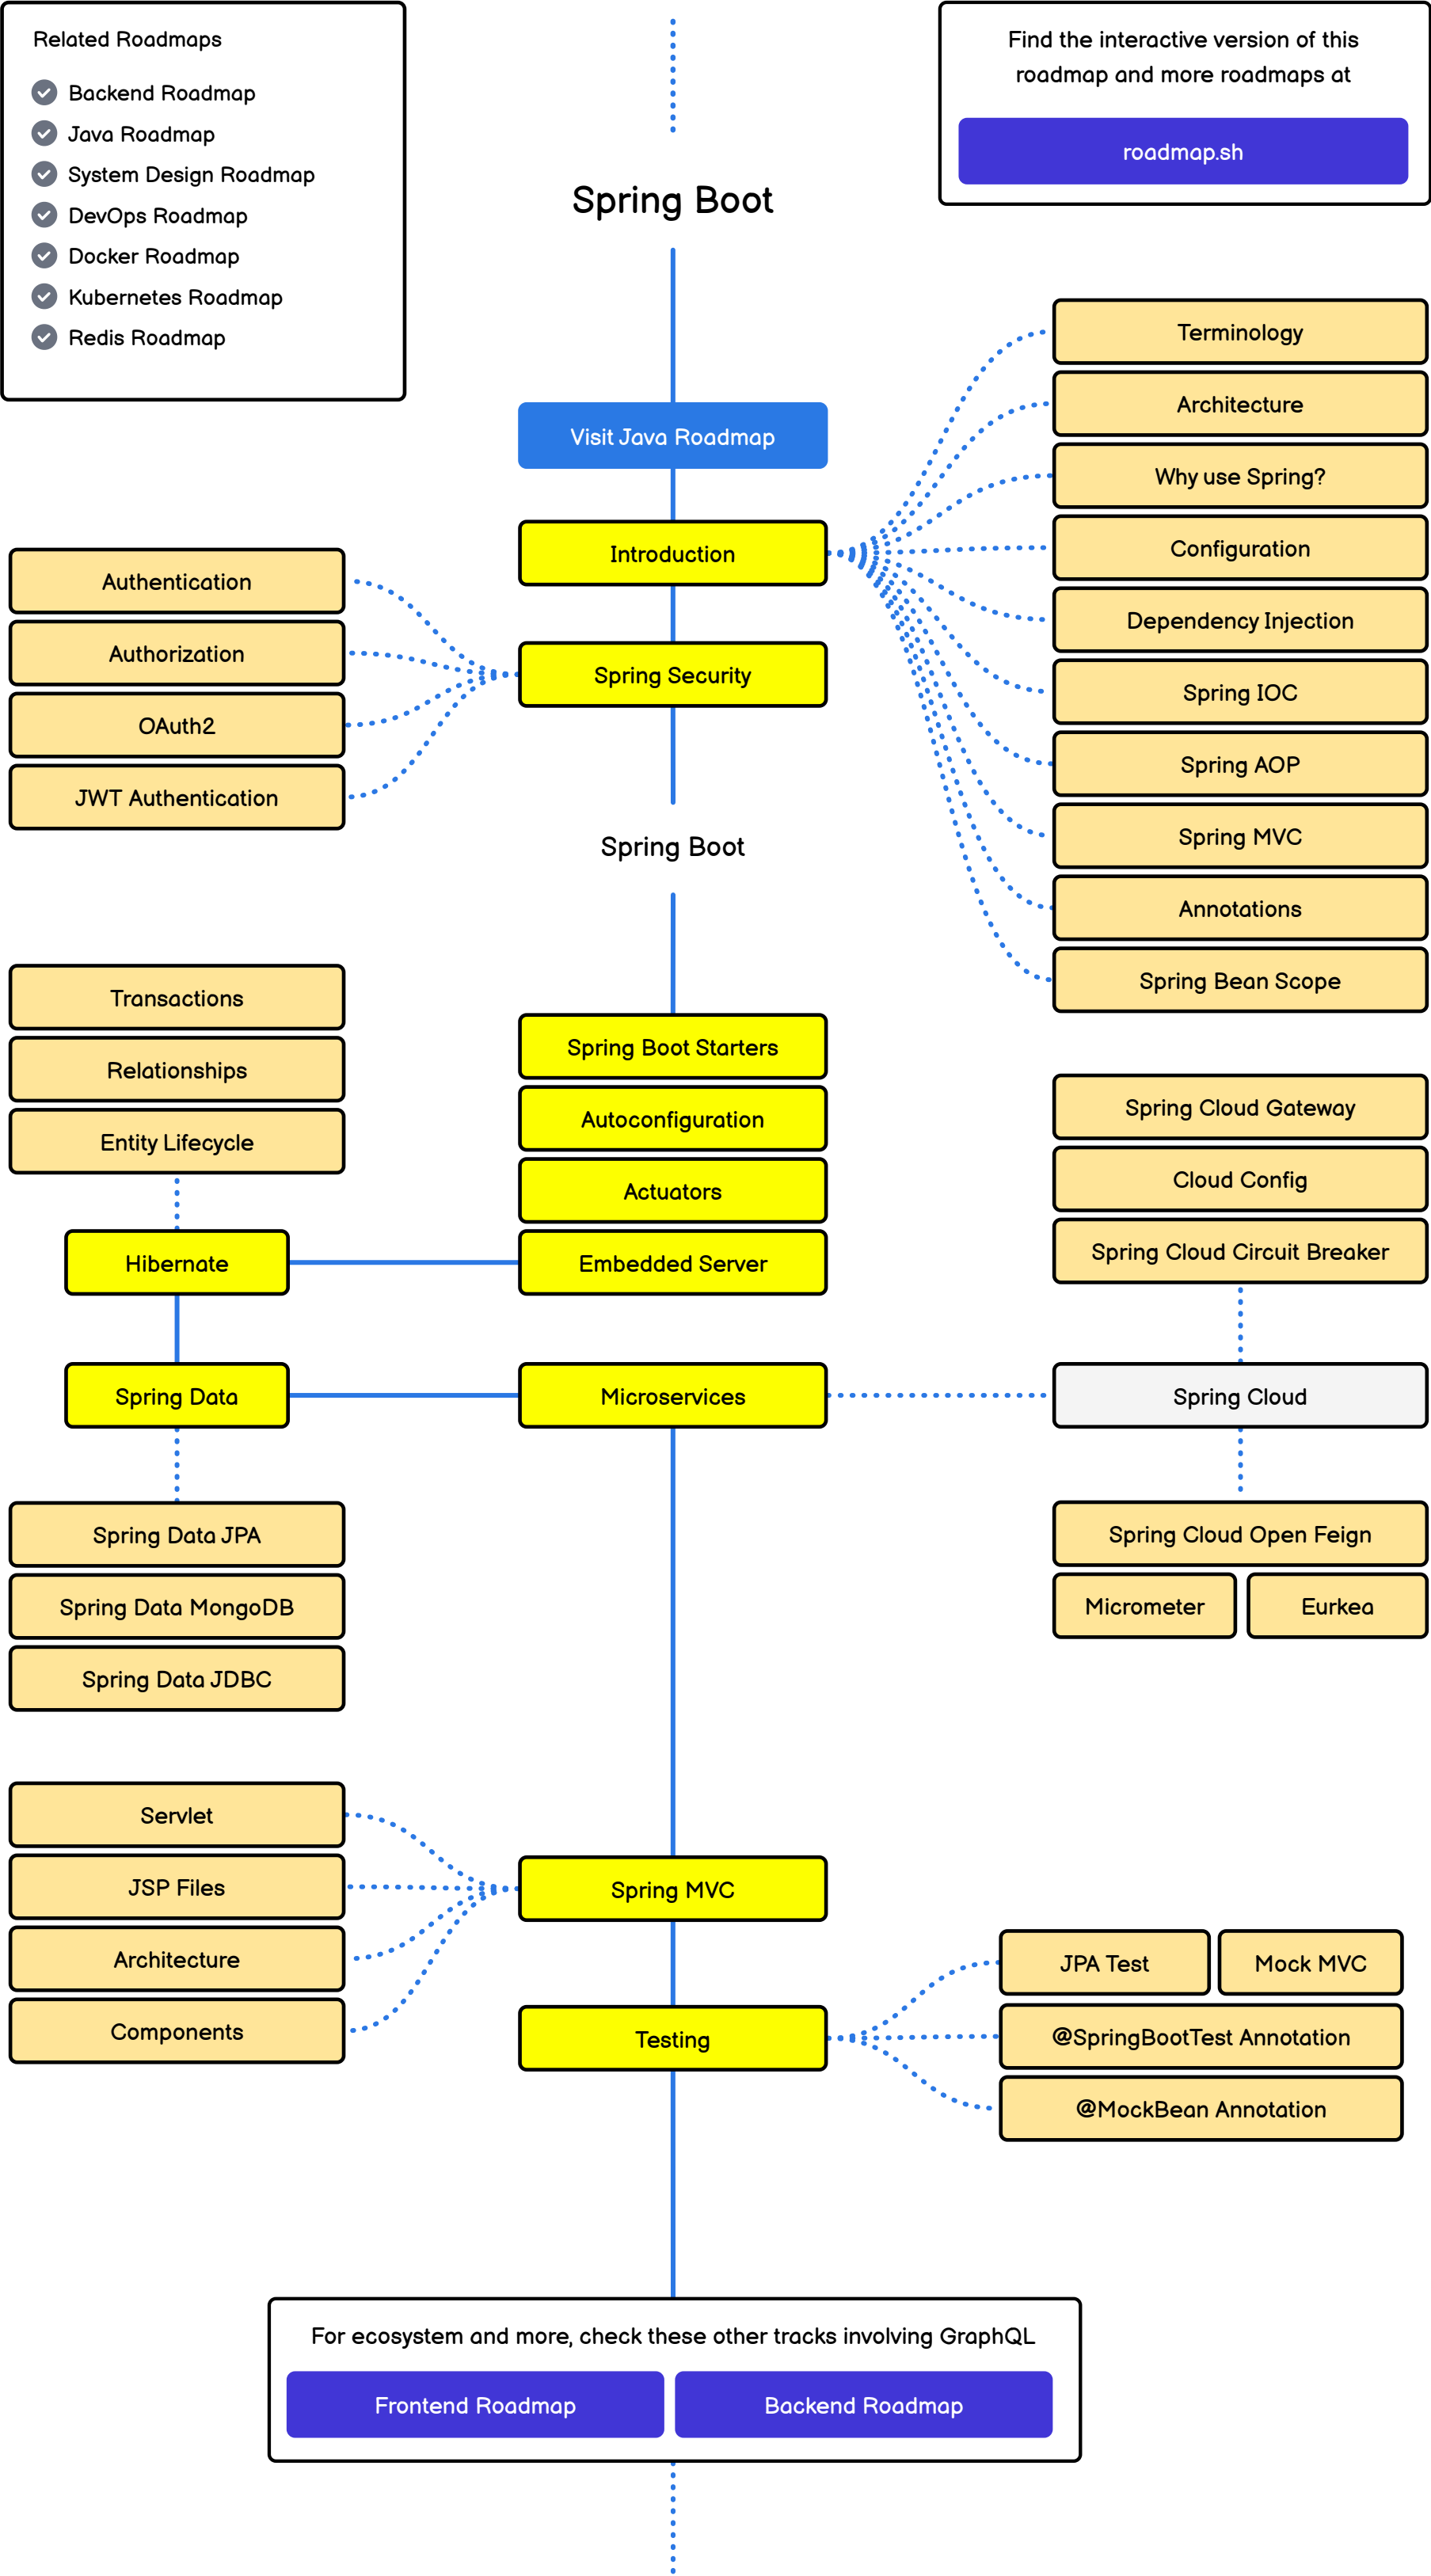 Related Roadmaps
Backend Roadmap
Java Roadmap
System Design Roadmap
DevOps Roadmap
Docker Roadmap
Kubernetes Roadmap
Redis Roadmap
Find the interactive version of this
roadmap and more roadmaps at
roadmap.sh
Spring Boot
Visit Java Roadmap
Introduction
Terminology
Architecture
Why use Spring?
Configuration
Dependency Injection
Spring IOC
Spring AOP
Spring MVC
Annotations
Spring Bean Scope
Spring Security
Authentication
Authorization
OAuth2
JWT Authentication
Spring Boot
Spring Boot Starters
Autoconfiguration
Actuators
Embedded Server
Transactions
Relationships
Entity Lifecycle
Hibernate
Spring Data
Spring Data JPA
Spring Data MongoDB
Spring Data JDBC
Microservices
Spring Cloud Gateway
Cloud Config
Spring Cloud Circuit Breaker
Spring Cloud
Spring Cloud Open Feign
Micrometer
Eurkea
Spring MVC
Servlet
JSP Files
Architecture
Components
Testing
JPA Test
Mock MVC
@SpringBootTest Annotation
@MockBean Annotation
For ecosystem and more, check these other tracks involving GraphQL
Frontend Roadmap
Backend Roadmap